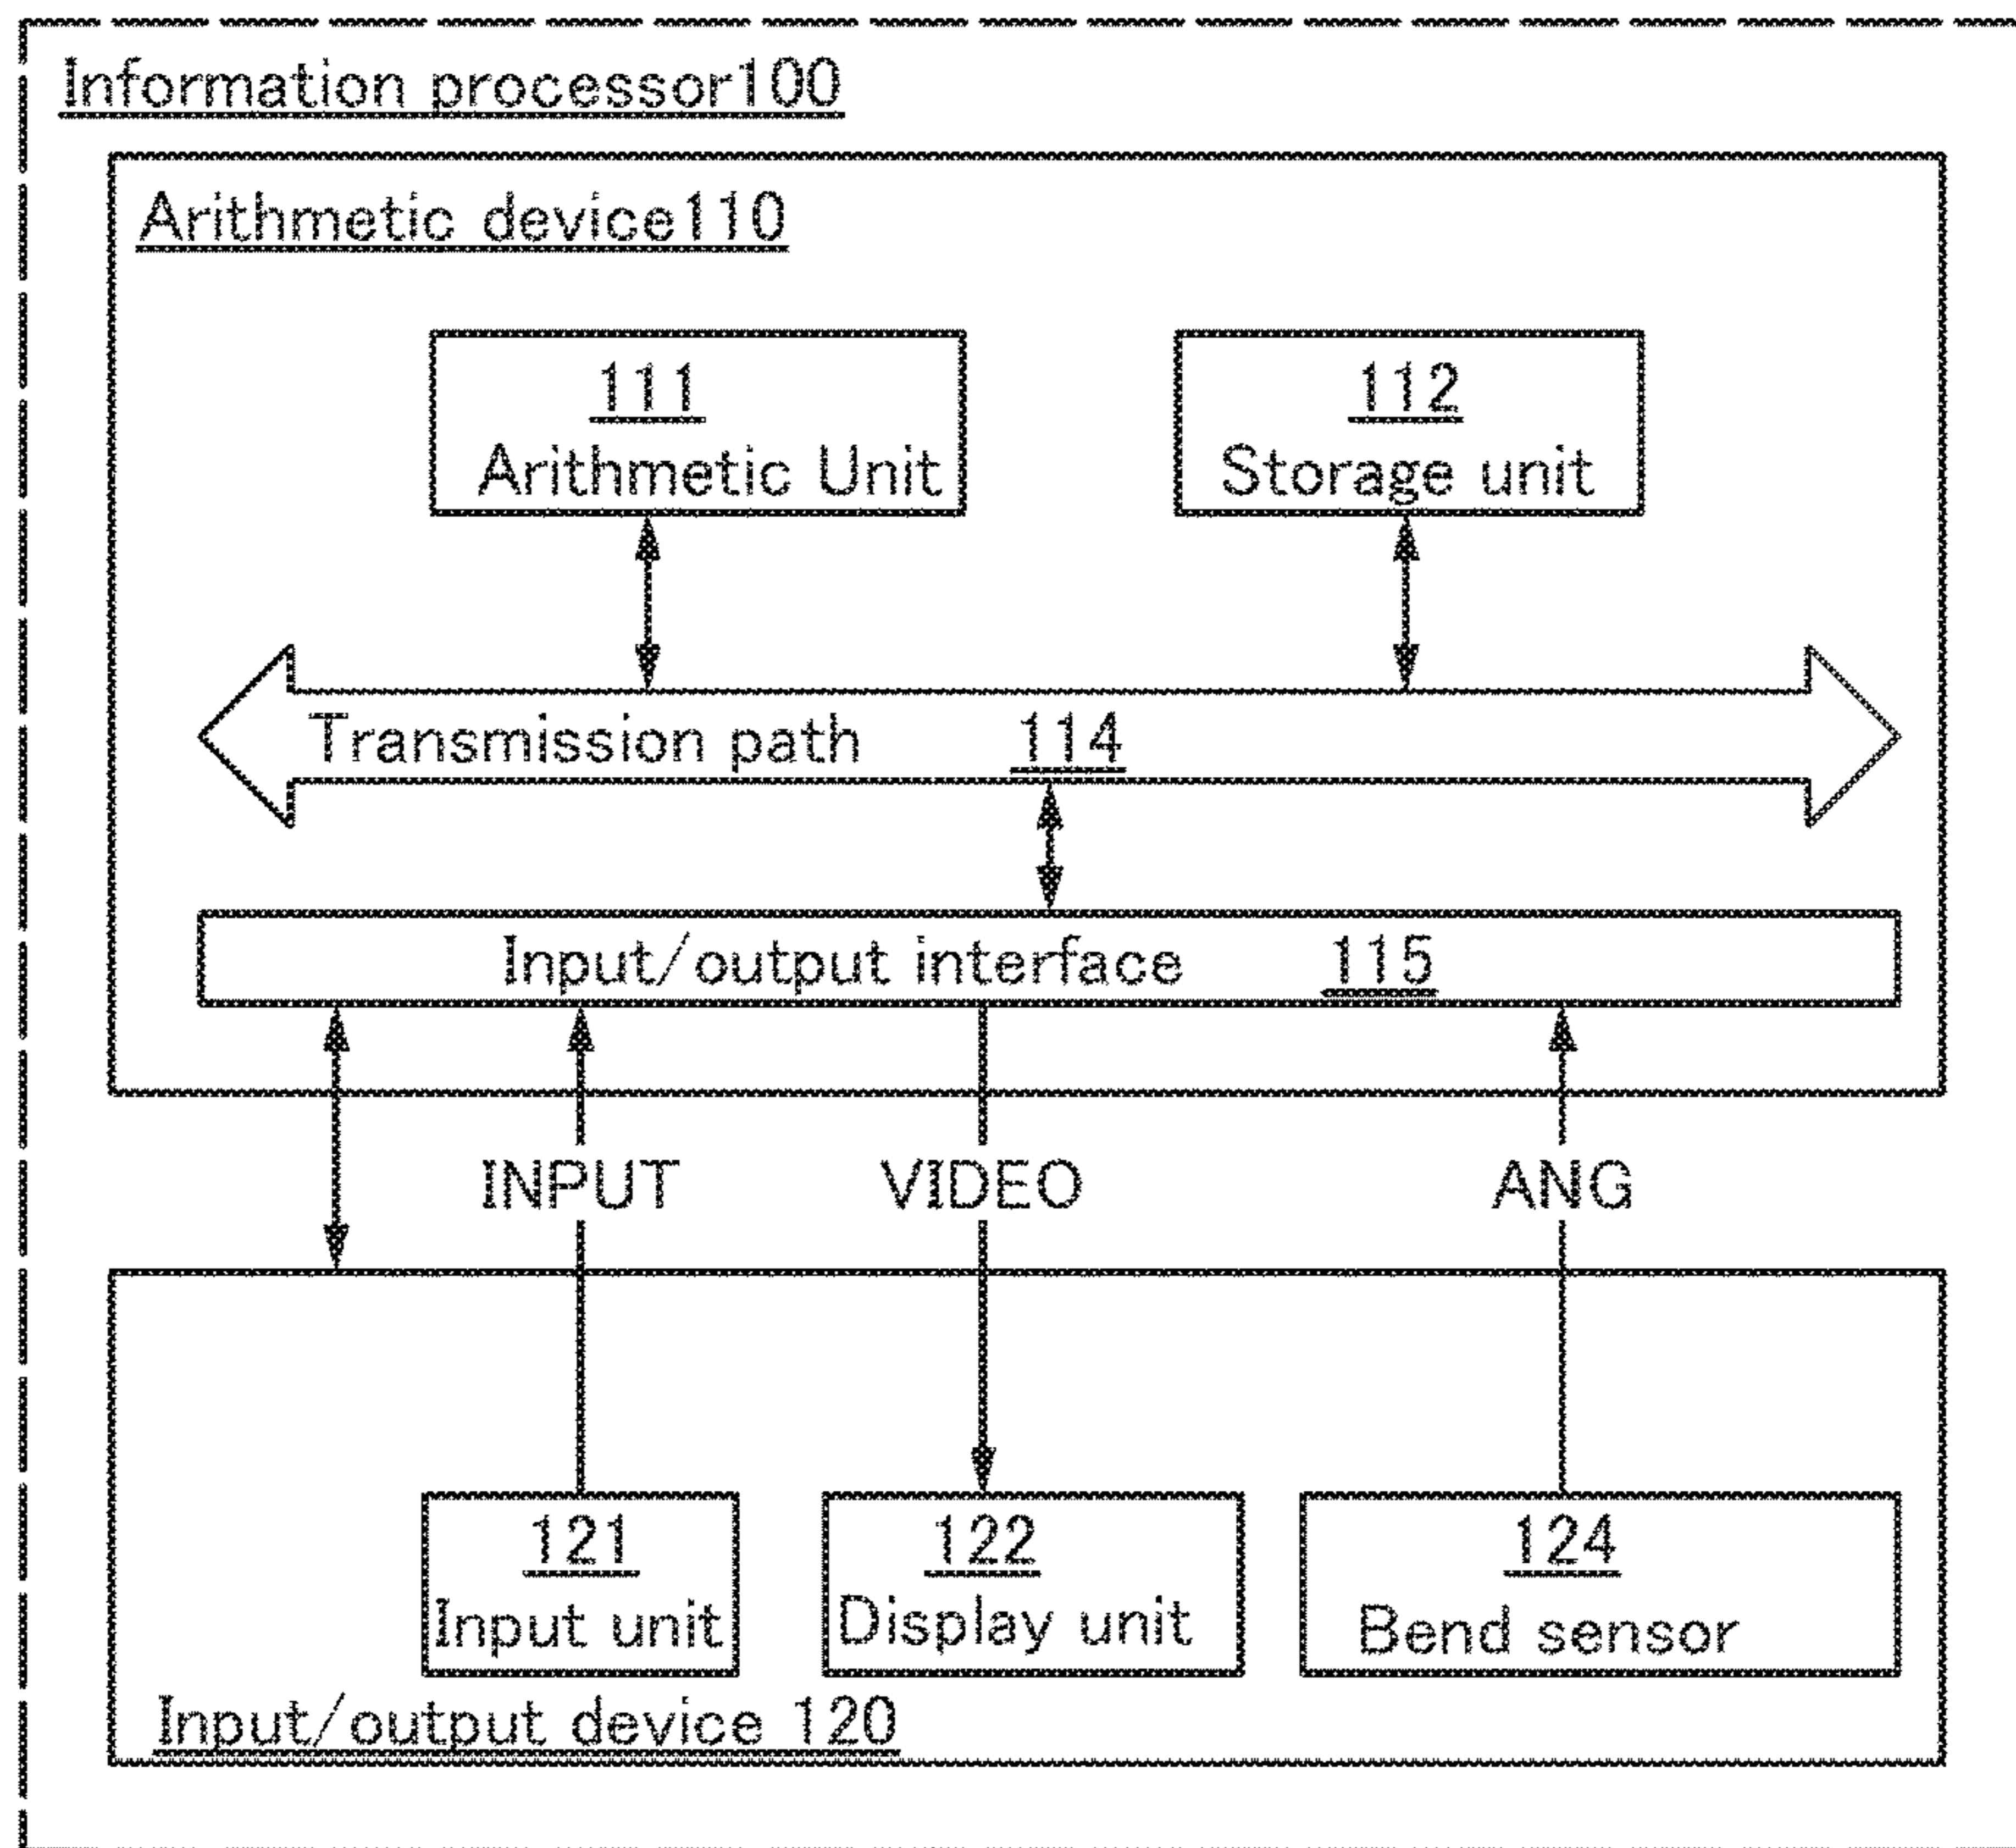 Information processor100
Arithmetic device110
111
Arithmetic Unit
112
Storage unit
Transmission path 114
Input/output interface 115
INPUT
VIDEO
ANG
121
Input unit
122
Display unit
124
Bend sensor
Input/output device 120